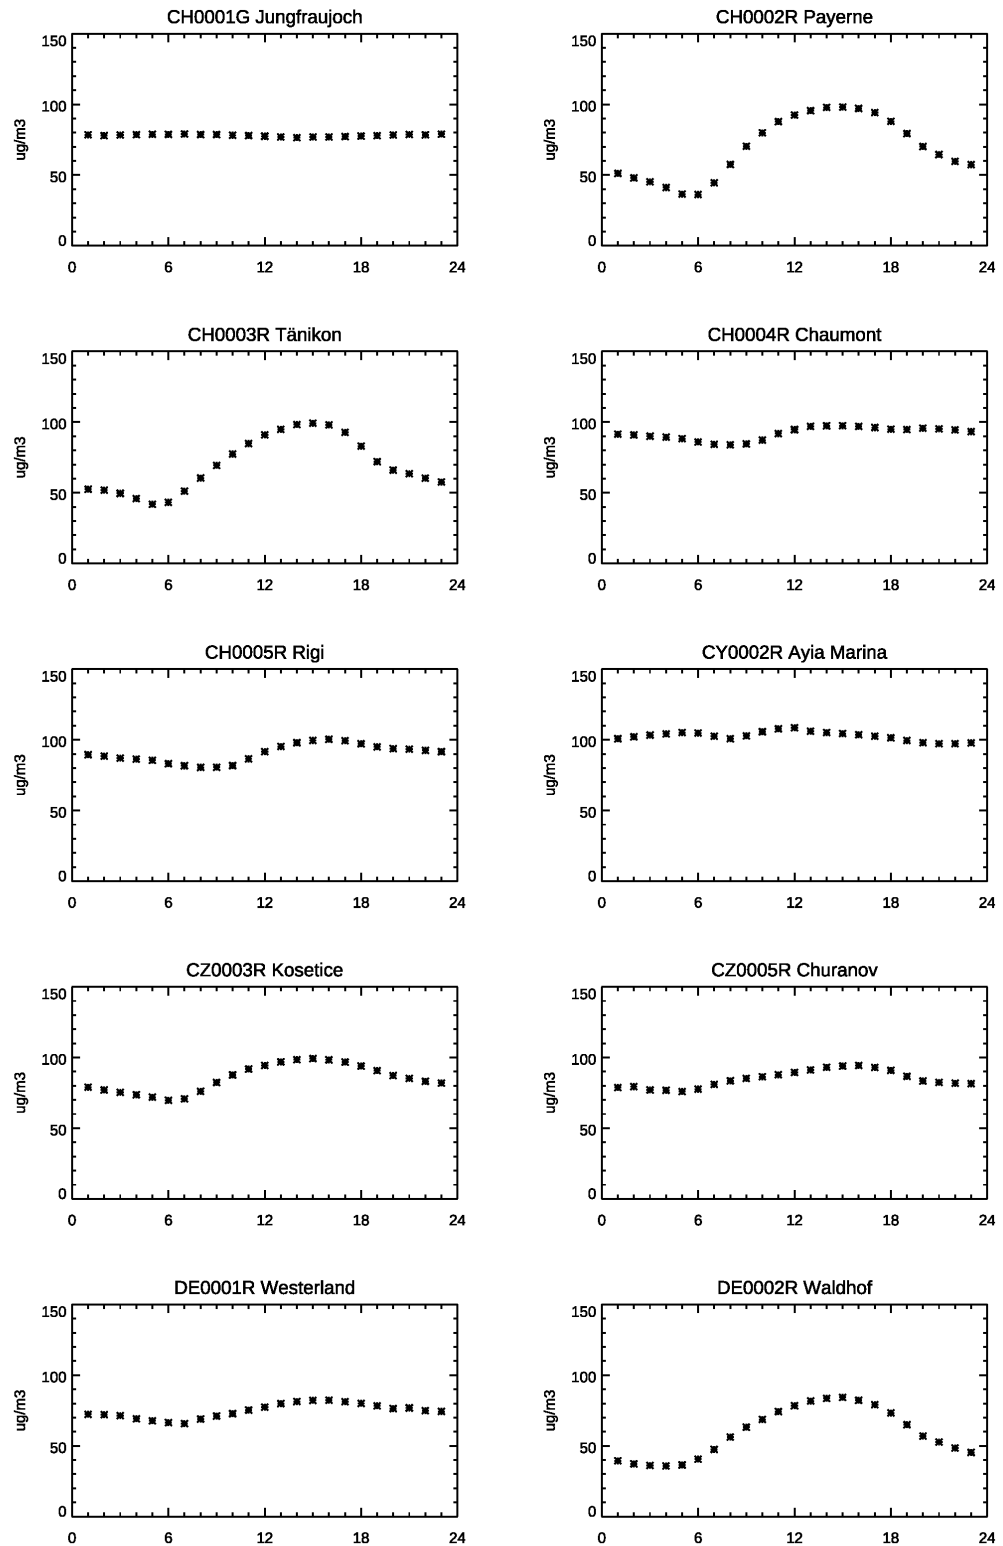 CH0001G Jungfraujoch
150
100
50
0
ug/m3
0 6 12 18 24
CH0002R Payerne
150
100
50
0
ug/m3
0 6 12 18 24
CH0003R Tänikon
150
100
50
0
ug/m3
0 6 12 18 24
CH0004R Chaumont
150
100
50
0
ug/m3
0 6 12 18 24
CH0005R Rigi
150
100
50
0
ug/m3
0 6 12 18 24
CY0002R Ayia Marina
150
100
50
0
ug/m3
0 6 12 18 24
CZ0003R Kosetice
150
100
50
0
ug/m3
0 6 12 18 24
CZ0005R Churanov
150
100
50
0
ug/m3
0 6 12 18 24
DE0001R Westerland
150
100
50
0
ug/m3
0 6 12 18 24
DE0002R Waldhof
150
100
50
0
ug/m3
0 6 12 18 24